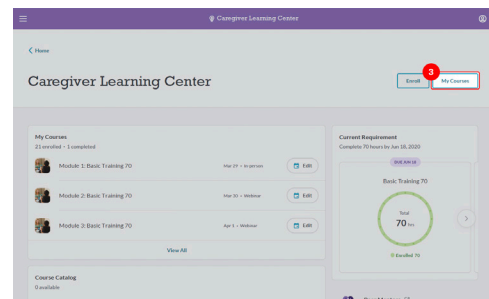 Caregiver Learning Center
Home
Caregiver Learning Center
Enroll
3
My Courses
My Courses
21 enrolled • 1 completed
Module 1: Basic Training 70
Mar 29 • In person
Edit
Module 2: Basic Training 70
Mar 30 • Webinar
Edit
Module 3: Basic Training 70
Apr 1 • Webinar
Edit
View All
Current Requirement
Complete 70 hours by Jun 18, 2020
DUE JUN 18
Basic Training 70
Total
70 hrs
Enrolled 70
Course Catalog
0 available